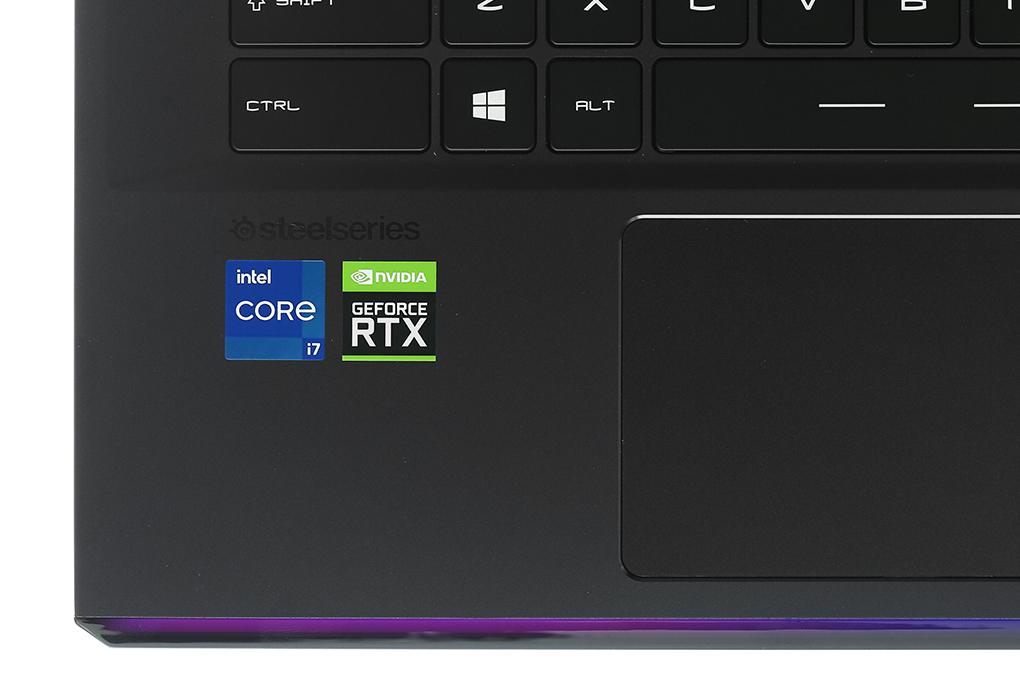 SHIFT
Z X C V B
CTRL
ALT
steelseries
intel
CORe
i7
NVIDIA
GEFORCE
RTX